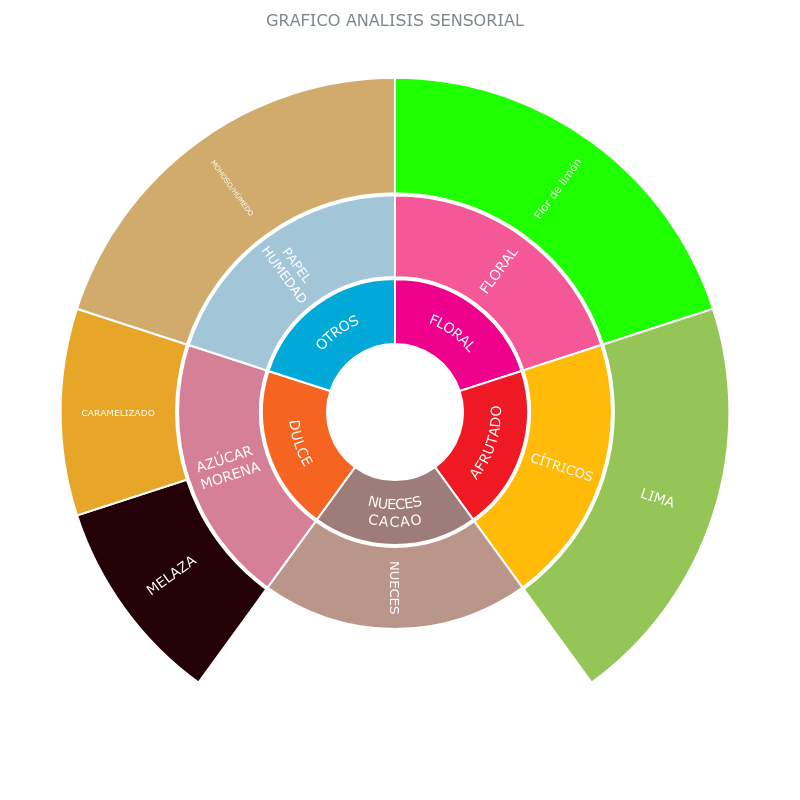 GRAFICO ANALISIS SENSORIAL
FLORAL
FLORAL
Flor de limón
AFRUTADO
CÍTRICOS
LIMA
NUECES
CACAO
NUECES
DULCE
AZÚCAR
MORENA
MELAZA
CARAMELIZADO
OTROS
PAPEL
HUMEDAD
MOHOSO/HÚMEDO